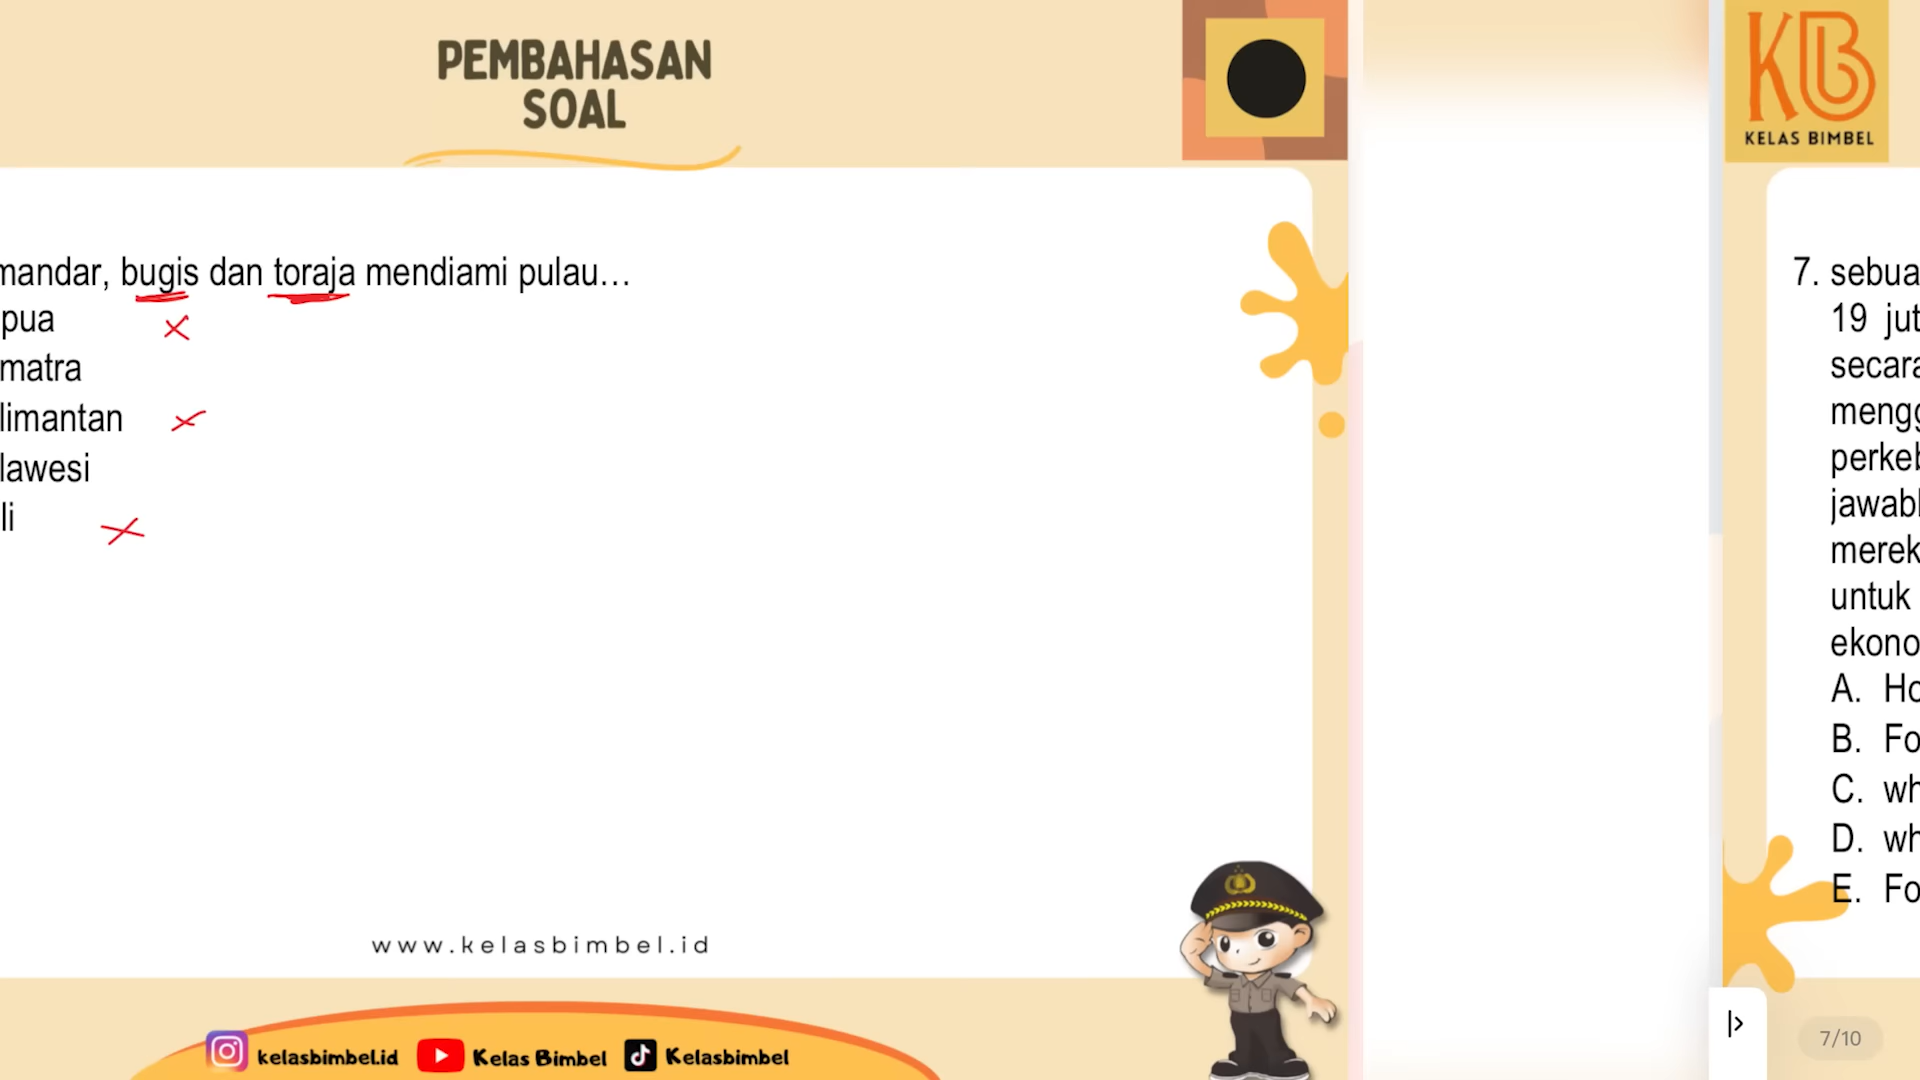 PEMBAHASAN
SOAL
KB
KELAS BIMBEL
mandar, bugis dan toraja mendiami pulau...
pua
matra
limantan
lawesi
li
www.kelasbimbel.id
kelasbimbel.id
Kelas Bimbel
Kelasbimbel
7. sebua
19 jut
secara
mengg
perkeb
jawabl
merek
untuk
ekono
A. Ho
B. Fo
C. wh
D. wh
E. Fo
7/10